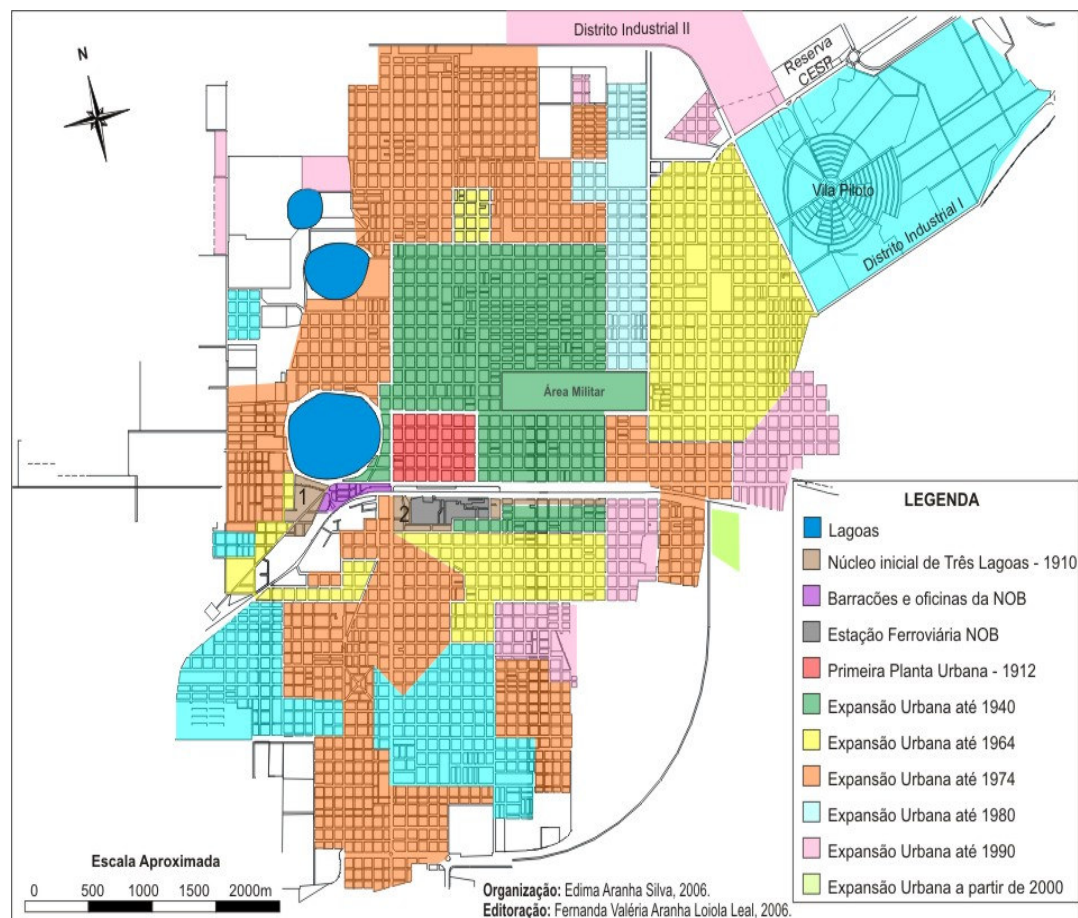 Distrito Industrial II
N
Reserva
CESP
Vila Piloto
Distrito Industrial I
Área Militar
1
2
LEGENDA
Lagoas
Núcleo inicial de Três Lagoas - 1910
Barracões e oficinas da NOB
Estação Ferroviária NOB
Primeira Planta Urbana - 1912
Expansão Urbana até 1940
Expansão Urbana até 1964
Expansão Urbana até 1974
Expansão Urbana até 1980
Expansão Urbana até 1990
Expansão Urbana a partir de 2000
Escala Aproximada
0 500 1000 1500 2000m
Organização: Edima Aranha Silva, 2006.
Editoração: Fernanda Valéria Aranha Loiola Leal, 2006.